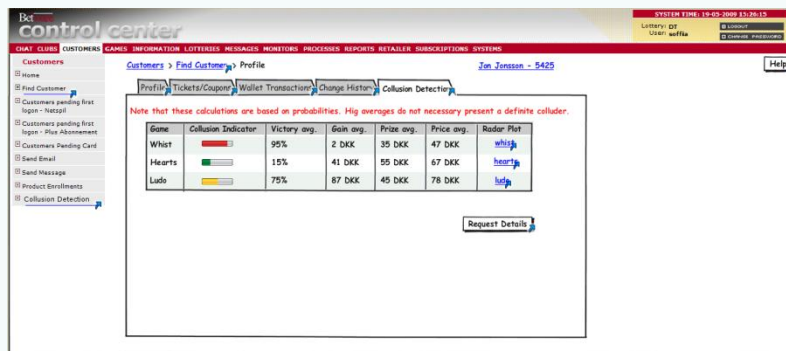 SYSTEM TIME: 19-05-2009 13:26:15
Bet
control center
Lottery: DT
User: soffia
LOGOUT
CHANGE PASSWORD
CHAT CLUBS CUSTOMERS GAMES INFORMATION LOTTERIES MESSAGES MONITORS PROCESSES REPORTS RETAILER SUBSCRIPTIONS SYSTEMS
Customers
Home
Find Customer
Customers pending first
logon - Netspil
Customers pending first
logon - Plus Abonnement
Customers Pending Card
Send Email
Send Message
Product Enrollments
Collusion Detection
Customers > Find Customer > Profile
Jon Jonsson - 5425
Help
Profile Tickets/Coupons Wallet Transactions Change History Collusion Detection
Note that these calculations are based on probabilities. Hig averages do not necessary present a definite colluder.
Game Collusion Indicator Victory avg. Gain avg. Prize avg. Price avg. Radar Plot
Whist 95% 2 DKK 35 DKK 47 DKK whist
Hearts 15% 41 DKK 55 DKK 67 DKK hearts
Ludo 75% 87 DKK 45 DKK 78 DKK ludo
Request Details